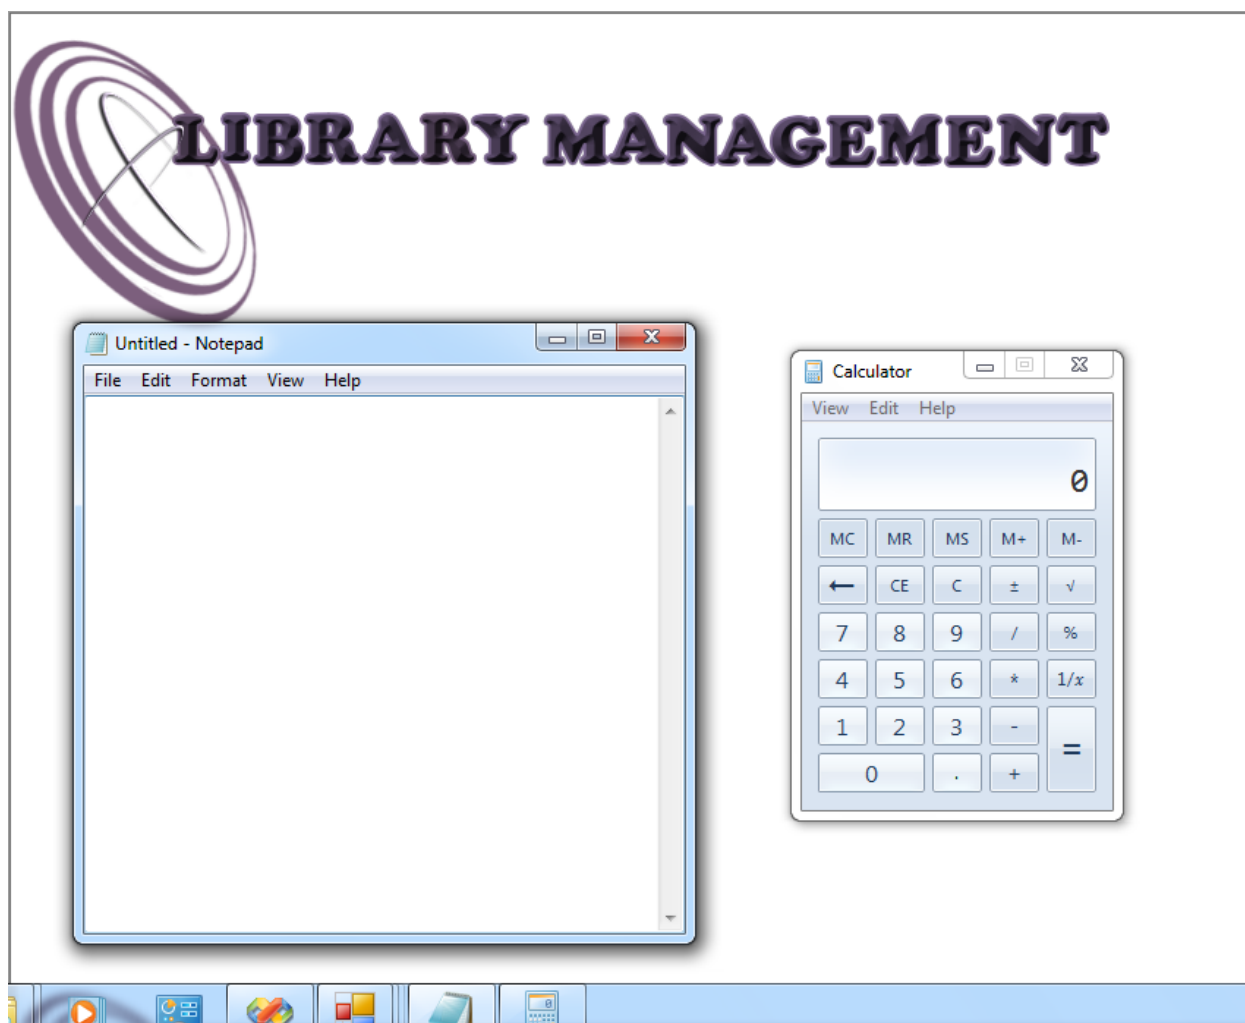 LIBRARY MANAGEMENT
Untitled - Notepad
File Edit Format View Help
Calculator
View Edit Help
0
MC MR MS M+ M-
← CE C ± √
7 8 9 / %
4 5 6 * 1/x
1 2 3 - =
0 . +
0